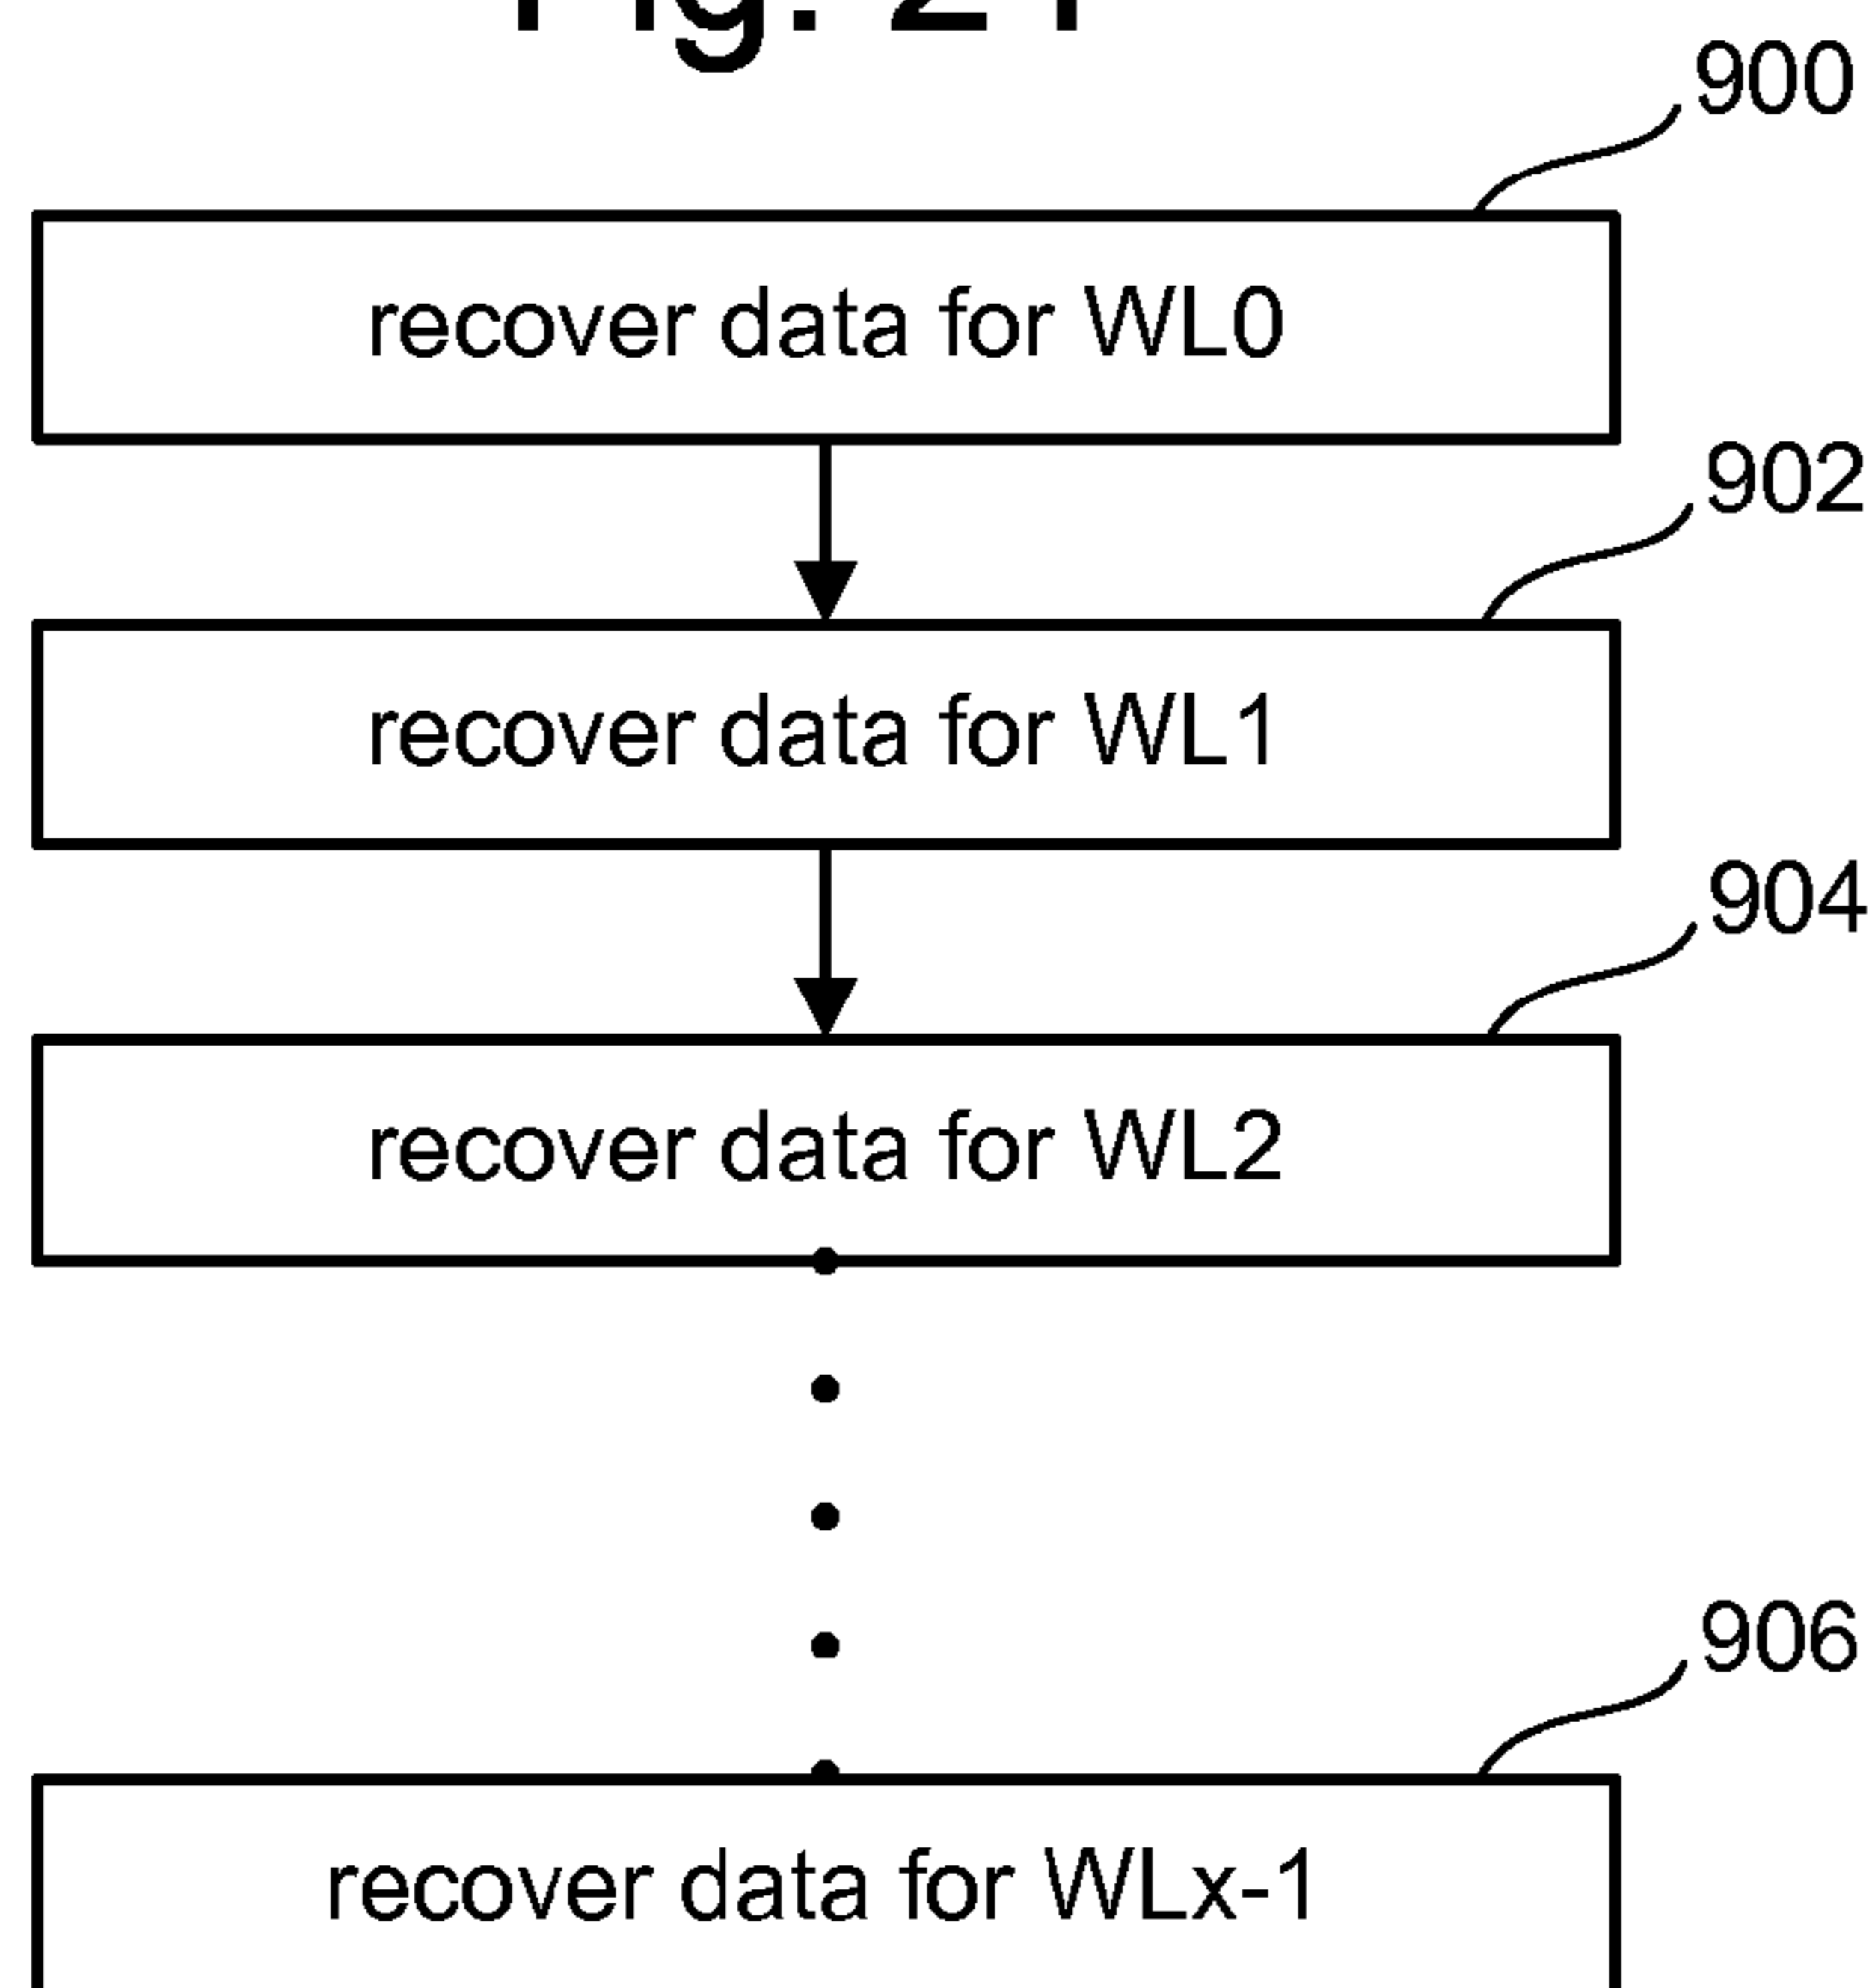 900
recover data for WL0
902
recover data for WL1
904
recover data for WL2
906
recover data for WLx-1